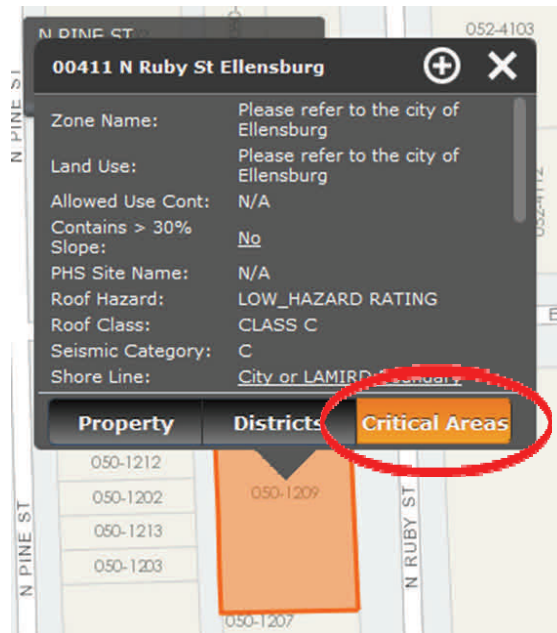 N PINE ST
052-4103
00411 N Ruby St Ellensburg
N PINE ST
Zone Name: Please refer to the city of
Ellensburg
Land Use: Please refer to the city of
Ellensburg
052-4112
Allowed Use Cont: N/A
Contains > 30%
Slope: No
PHS Site Name: N/A
Roof Hazard: LOW_HAZARD RATING
Roof Class: CLASS C
E
Seismic Category: C
Shore Line: City or LAMIRD Boundary
Property Districts Critical Areas
050-1212
050-1202
050-1209
050-1213
050-1203
N PINE ST
N RUBY ST
050-1207